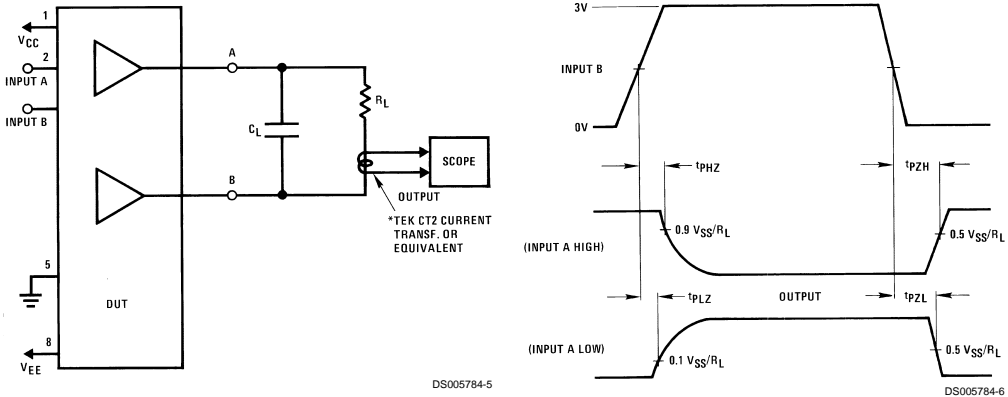 1
VCC
2
INPUT A
INPUT B
5
8
VEE
DUT
A
B
CL
RL
SCOPE
OUTPUT
*TEK CT2 CURRENT
TRANSF. OR
EQUIVALENT
DS005784-5
3V
INPUT B
0V
tPHZ
tPZH
(INPUT A HIGH)
0.9 VSS/RL
0.5 VSS/RL
tPLZ
OUTPUT
tPZL
(INPUT A LOW)
0.1 VSS/RL
0.5 VSS/RL
DS005784-6